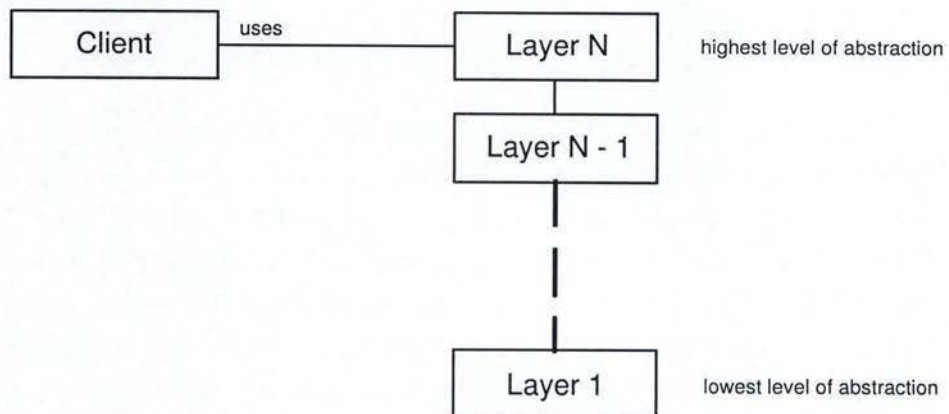 Client
uses
Layer N
highest level of abstraction
Layer N - 1
Layer 1
lowest level of abstraction